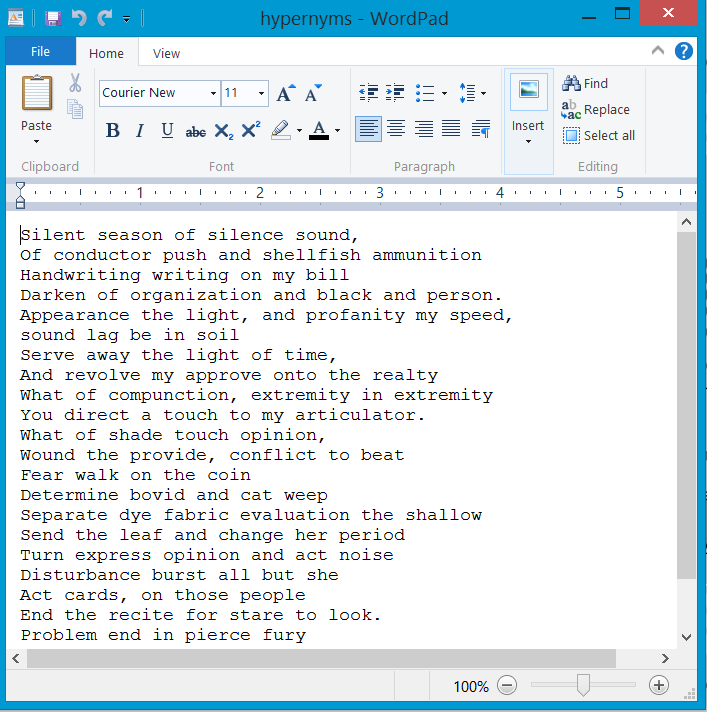 hypernyms - WordPad
File
Home
View
Paste
Clipboard
Courier New
11
B I U abc X2 X2 A
Font
Paragraph
Insert
Find
Replace
Select all
Editing
1 2 3 4 5
Silent season of silence sound,
Of conductor push and shellfish ammunition
Handwriting writing on my bill
Darken of organization and black and person.
Appearance the light, and profanity my speed,
sound lag be in soil
Serve away the light of time,
And revolve my approve onto the realty
What of compunction, extremity in extremity
You direct a touch to my articulator.
What of shade touch opinion,
Wound the provide, conflict to beat
Fear walk on the coin
Determine bovid and cat weep
Separate dye fabric evaluation the shallow
Send the leaf and change her period
Turn express opinion and act noise
Disturbance burst all but she
Act cards, on those people
End the recite for stare to look.
Problem end in pierce fury
100%